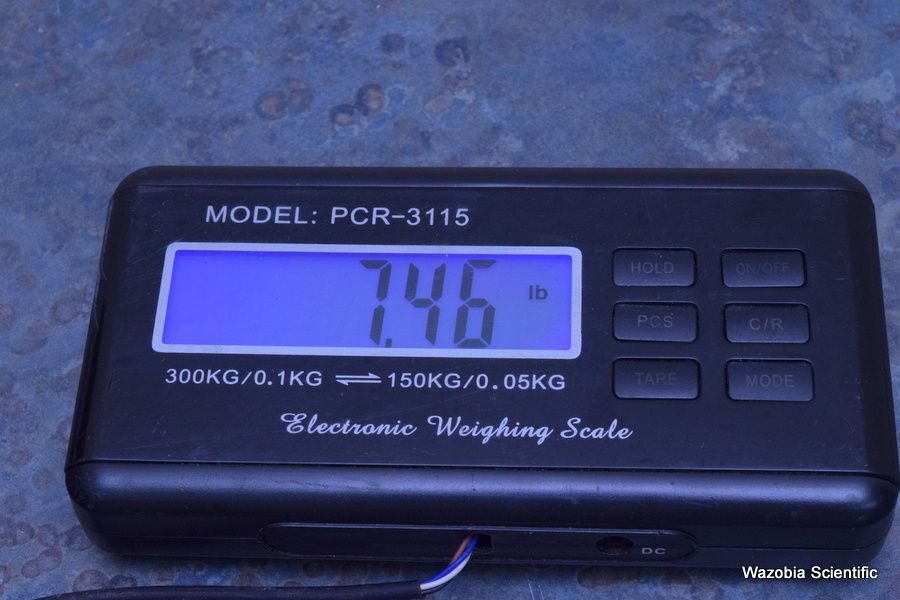 MODEL: PCR-3115
7.46 lb
HOLD ON/OFF
PCS C/R
TARE MODE
300KG/0.1KG ⇌ 150KG/0.05KG
Electronic Weighing Scale
DC
Wazobia Scientific